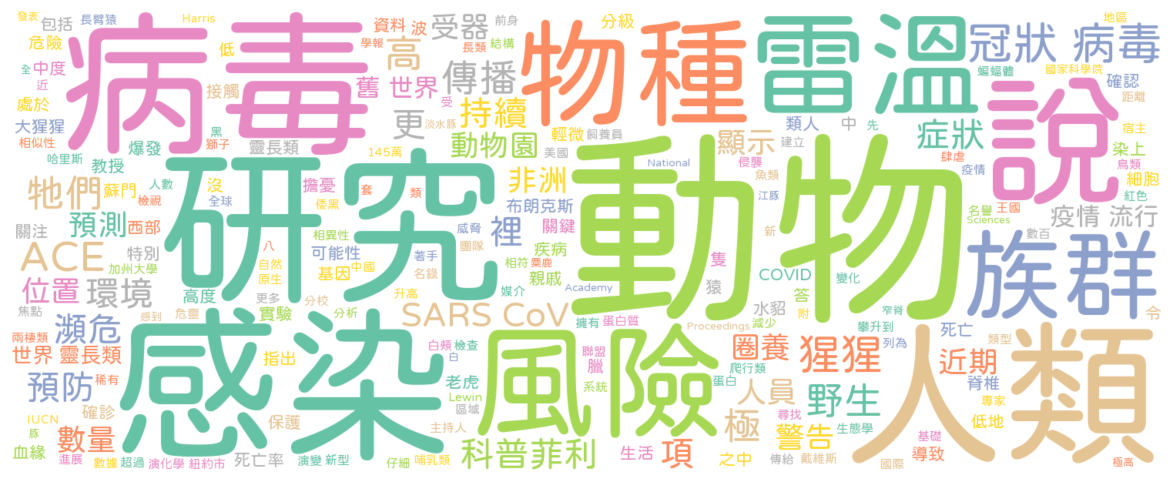 發表 長臂猿 Harris 前身 分級 地區
包括 資料 波 受器 冠狀 病毒
病毒 物種 雷溫
危險 低 高 學報 長類 結構 蝙蝠體 國家科學院
全 中度 近 接觸 舊 世界 傳播 確認 距離
處於 更 受 持續 淡水豚 輕微 飼養員 類人 中 先 說 宿主
大猩猩 黑 獅子 動物園 顯示 症狀 染上
相似性 爆發 靈長類 145萬 美國 建立 肆虐 鳥類
哈里斯 教授 沒 擔憂 套 類 National 侵襲 疫情 細胞
牠們 蘇門 人數 檢視 全球 研究 倭黑 非洲 魚類 動物 紅色
預測 西部 威脅 布朗克斯 關鍵 江豚 名譽 王國
關注 特別 八 相異性 團隊 裡 新 Sciences 疫情 流行
ACE 可能性 著手 疾病 隻 數百
加州大學 自然 基因 中國 名錄 相符 麋鹿 猿 COVID 變化 族群
位置 環境 高度 原生 媒介 親戚 Academy 答 窄脊
焦點 更多 實驗 升高 水貂 附
瀕危 感到 分校 危靈 分析 SARS CoV 擁有 蛋白質 減少 攀升到 死亡 令
兩棲類 感染 白頰 檢查 風險 Proceedings 列為 類型 人類
世界 靈長類 指出 臘 白 聯盟 圈養 猩猩 近期
預防 稀有 老虎 系統 爬行類 脊椎
IUCN 確診 保護 Lewin 區域 蛋白 人員 野生 專家
豚 數量 主持人 極 尋找 警告 生態學 低地
血緣 進展 數據 超過 演化學 紐約市 死亡率 演變 新型 仔細 哺乳類 科普菲利 生活 項 之中 傳給 戴維斯 國際 基礎 導致 極高